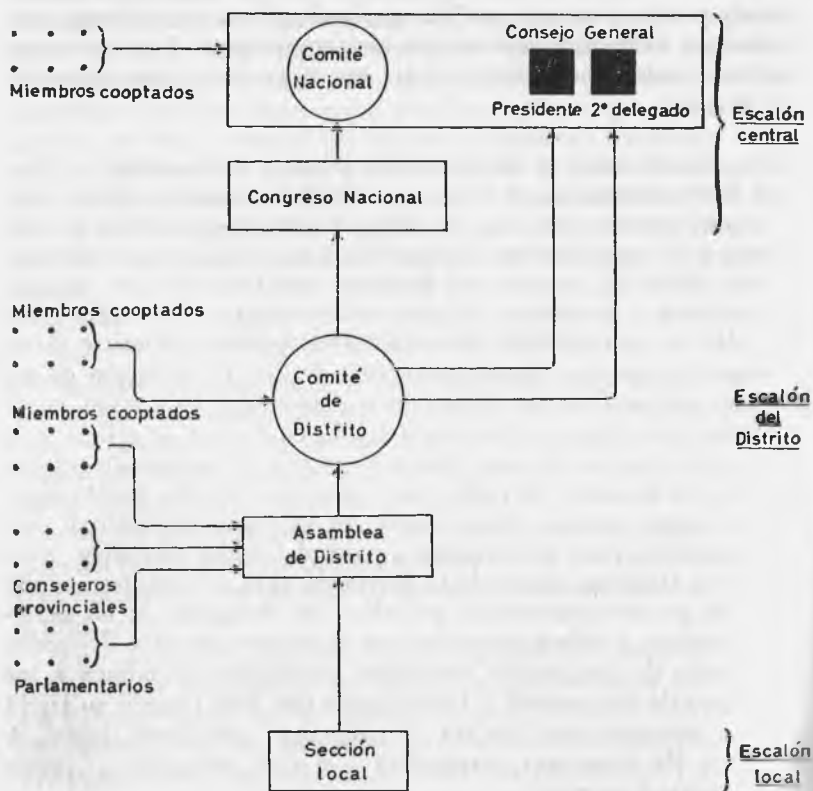 Consejo General
Comité
Nacional
Miembros cooptados
Presidente 2º delegado
Escalón
central
Congreso Nacional
Miembros cooptados
Comité
de
Distrito
Miembros cooptados
Escalón
del
Distrito
Asamblea
de Distrito
Consejeros
provinciales
Parlamentarios
Sección
local
Escalón
local